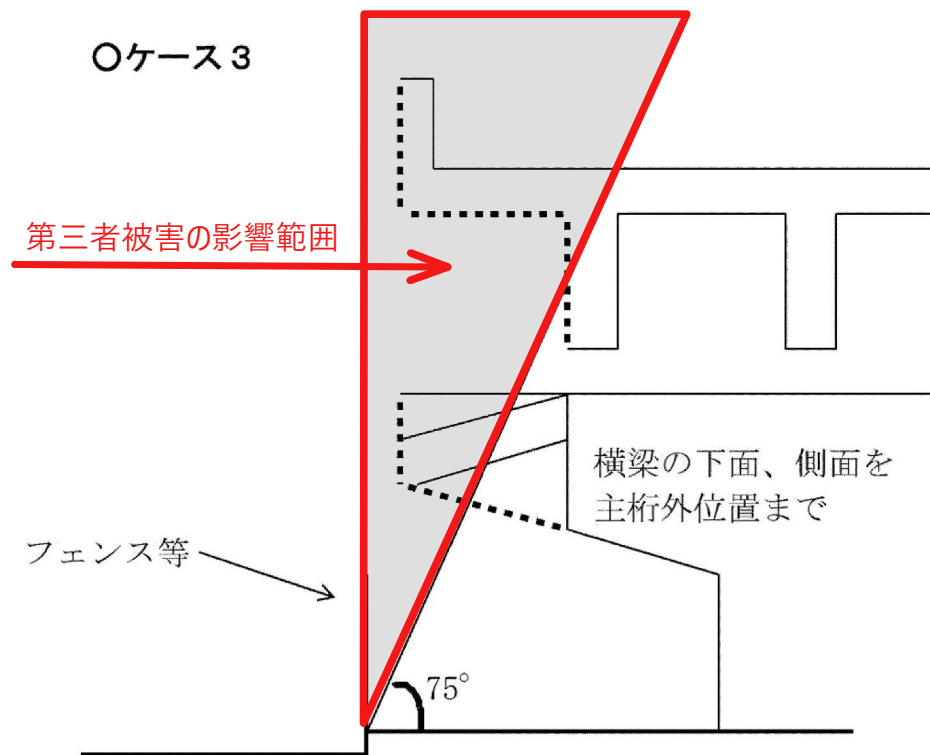 ○ケース3
第三者被害の影響範囲
横梁の下面、側面を
主桁外位置まで
フェンス等
75°